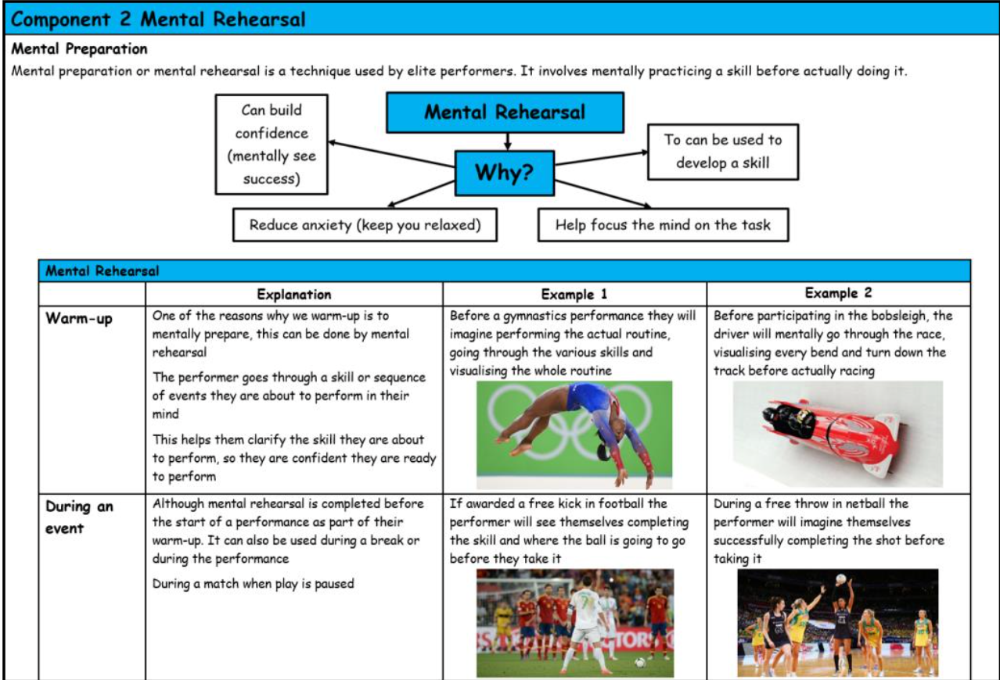 Component 2 Mental Rehearsal
Mental Preparation
Mental preparation or mental rehearsal is a technique used by elite performers. It involves mentally practicing a skill before actually doing it.
Mental Rehearsal
Why?
Can build
confidence
(mentally see
success)
To can be used to
develop a skill
Reduce anxiety (keep you relaxed)
Help focus the mind on the task
Mental Rehearsal
Explanation
Example 1
Example 2
Warm-up
One of the reasons why we warm-up is to
mentally prepare, this can be done by mental
rehearsal
The performer goes through a skill or sequence
of events they are about to perform in their
mind
This helps them clarify the skill they are about
to perform, so they are confident they are ready
to perform
Before a gymnastics performance they will
imagine performing the actual routine,
going through the various skills and
visualising the whole routine
Before participating in the bobsleigh, the
driver will mentally go through the race,
visualising every bend and turn down the
track before actually racing
During an
event
Although mental rehearsal is completed before
the start of a performance as part of their
warm-up. It can also be used during a break or
during the performance
During a match when play is paused
If awarded a free kick in football the
performer will see themselves completing
the skill and where the ball is going to go
before they take it
7
During a free throw in netball the
performer will imagine themselves
successfully completing the shot before
taking it